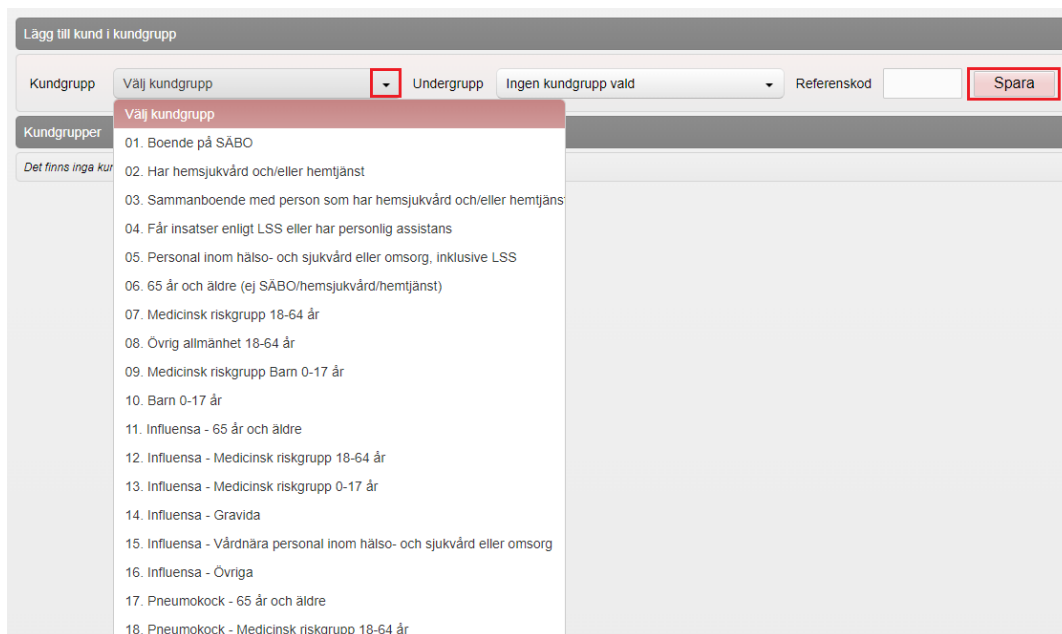 Lägg till kund i kundgrupp
Kundgrupp Välj kundgrupp Undergrupp Ingen kundgrupp vald Referenskod Spara
Välj kundgrupp
Kundgrupper
01. Boende på SÄBO
Det finns inga kur
02. Har hemsjukvård och/eller hemtjänst
03. Sammanboende med person som har hemsjukvård och/eller hemtjäns
04. Får insatser enligt LSS eller har personlig assistans
05. Personal inom hälso- och sjukvård eller omsorg, inklusive LSS
06. 65 år och äldre (ej SÄBO/hemsjukvård/hemtjänst)
07. Medicinsk riskgrupp 18-64 år
08. Övrig allmänhet 18-64 år
09. Medicinsk riskgrupp Barn 0-17 år
10. Barn 0-17 år
11. Influensa - 65 år och äldre
12. Influensa - Medicinsk riskgrupp 18-64 år
13. Influensa - Medicinsk riskgrupp 0-17 år
14. Influensa - Gravida
15. Influensa - Vårdnära personal inom hälso- och sjukvård eller omsorg
16. Influensa - Övriga
17. Pneumokock - 65 år och äldre
18. Pneumokock - Medicinsk riskgrupp 18-64 år